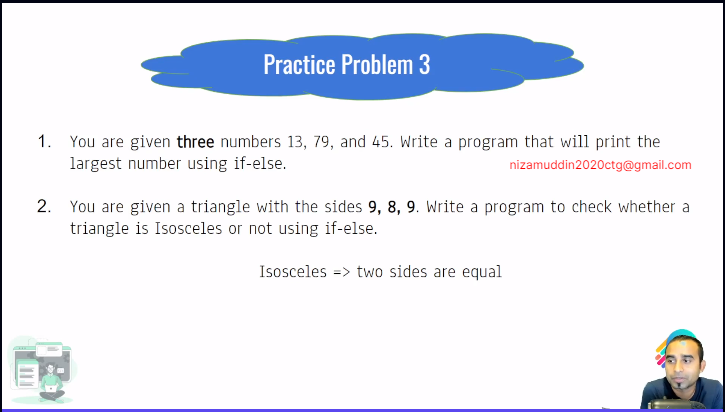 Practice Problem 3
1. You are given three numbers 13, 79, and 45. Write a program that will print the
largest number using if-else.
nizamuddin2020ctg@gmail.com
2. You are given a triangle with the sides 9, 8, 9. Write a program to check whether a
triangle is Isosceles or not using if-else.
Isosceles => two sides are equal